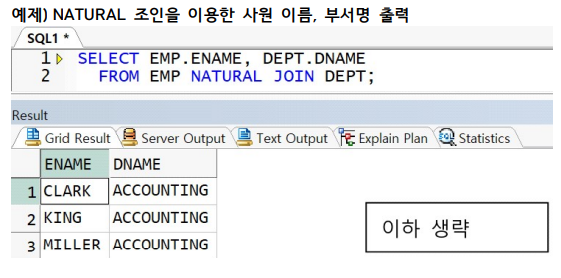 예제) NATURAL 조인을 이용한 사원 이름, 부서명 출력
SQL1 *
1 SELECT EMP.ENAME, DEPT.DNAME
2 FROM EMP NATURAL JOIN DEPT;
Result
Grid Result Server Output Text Output Explain Plan Statistics
ENAME DNAME
1 CLARK ACCOUNTING
2 KING ACCOUNTING
3 MILLER ACCOUNTING
이하 생략